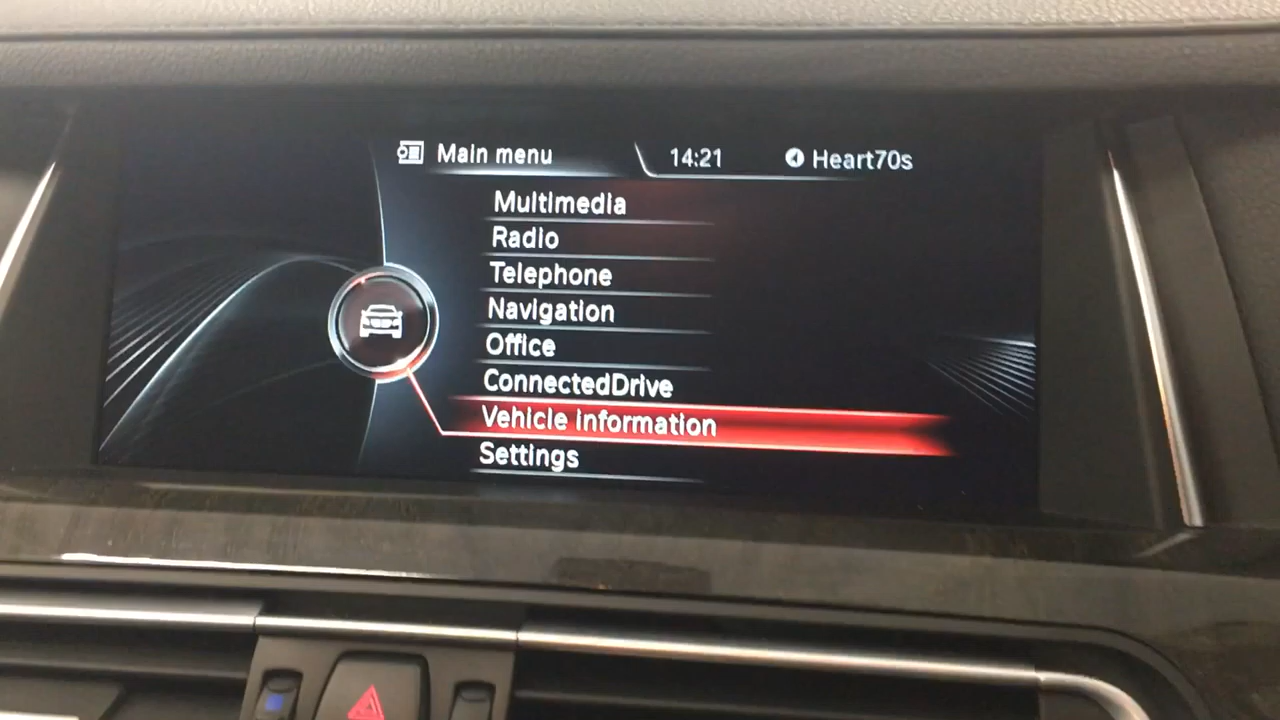 Main menu 14:21 Heart70s
Multimedia
Radio
Telephone
Navigation
Office
ConnectedDrive
Vehicle information
Settings